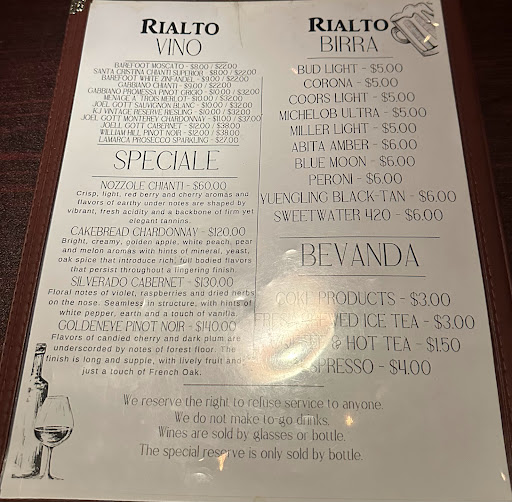 RIALTO
VINO
BAREFOOT MOSCATO - $8.00 / $22.00
SANTA CRISTINA CHIANTI SUPERIOR - $8.00 / $22.00
BAREFOOT WHITE ZINFANDEL - $9.00 / $22.00
GABBIANO CHIANTI - $9.00 / $22.00
GABBIANO PROMESSA PINOT GRIGIO - $10.00 / $32.00
MENAGE A TROIS MERLOT - $10.00 / $32.00
JOEL GOTT SAUVIGNON BLANC - $10.00 / $32.00
KJ VINTAGE RESERVE RIESLING - $10.00 / $32.00
JOEL GOTT MONTEREY CHARDONNAY - $11.00 / $37.00
JOELL GOTT CABERNET - $12.00 / $38.00
WILLIAM HILL PINOT NOIR - $12.00 / $38.00
LAMARCA PROSECCO SPARKLING - $27.00
SPECIALE
NOZZOLE CHIANTI - $60.00
Crisp, light, red berry and cherry aromas and
flavors of earthy under notes are shaped by
vibrant, fresh acidity and a backbone of firm yet
elegant tannins.
CAKEBREAD CHARDONNAY - $120.00
Bright, creamy, golden apple, white peach, pear
and melon aromas with hints of mineral, yeast,
oak spice that introduce rich, full bodied flavors
that persist throughout a lingering finish.
SILVERADO CABERNET - $130.00
Floral notes of violet, raspberries and dried herbs
on the nose. Seamless in structure, with hints of
white pepper, earth and a touch of vanilla.
GOLDENEYE PINOT NOIR - $140.00
Flavors of candied cherry and dark plum are
underscored by notes of forest floor. The
finish is long and supple, with lively fruit and
just a touch of French Oak.
RIALTO
BIRRA
BUD LIGHT - $5.00
CORONA - $5.00
COORS LIGHT - $5.00
MICHELOB ULTRA - $5.00
MILLER LIGHT - $5.00
ABITA AMBER - $6.00
BLUE MOON - $6.00
PERONI - $6.00
YUENGLING BLACK-TAN - $6.00
SWEETWATER 420 - $6.00
BEVANDA
COKE PRODUCTS - $3.00
ICE TEA - $3.00
& HOT TEA - $1.50
ESPRESSO - $4.00
We reserve the right to refuse service to anyone.
We do not make to-go drinks.
Wines are sold by glasses or bottle.
The special reserve is only sold by bottle.